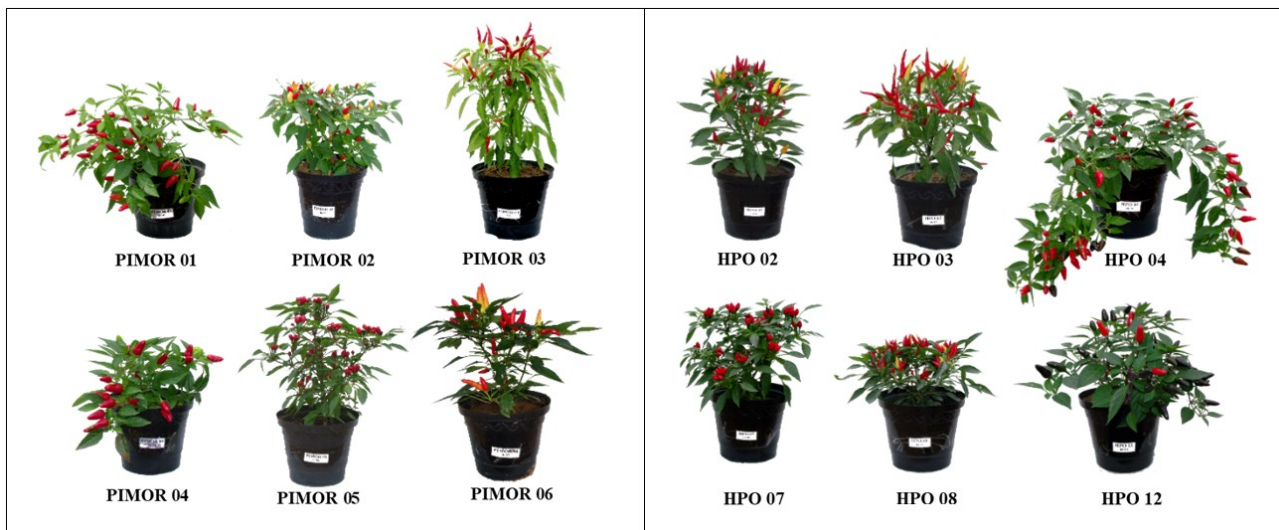 PIMOR 01
PIMOR 02
PIMOR 03
PIMOR 04
PIMOR 05
PIMOR 06
HPO 02
HPO 03
HPO 04
HPO 07
HPO 08
HPO 12